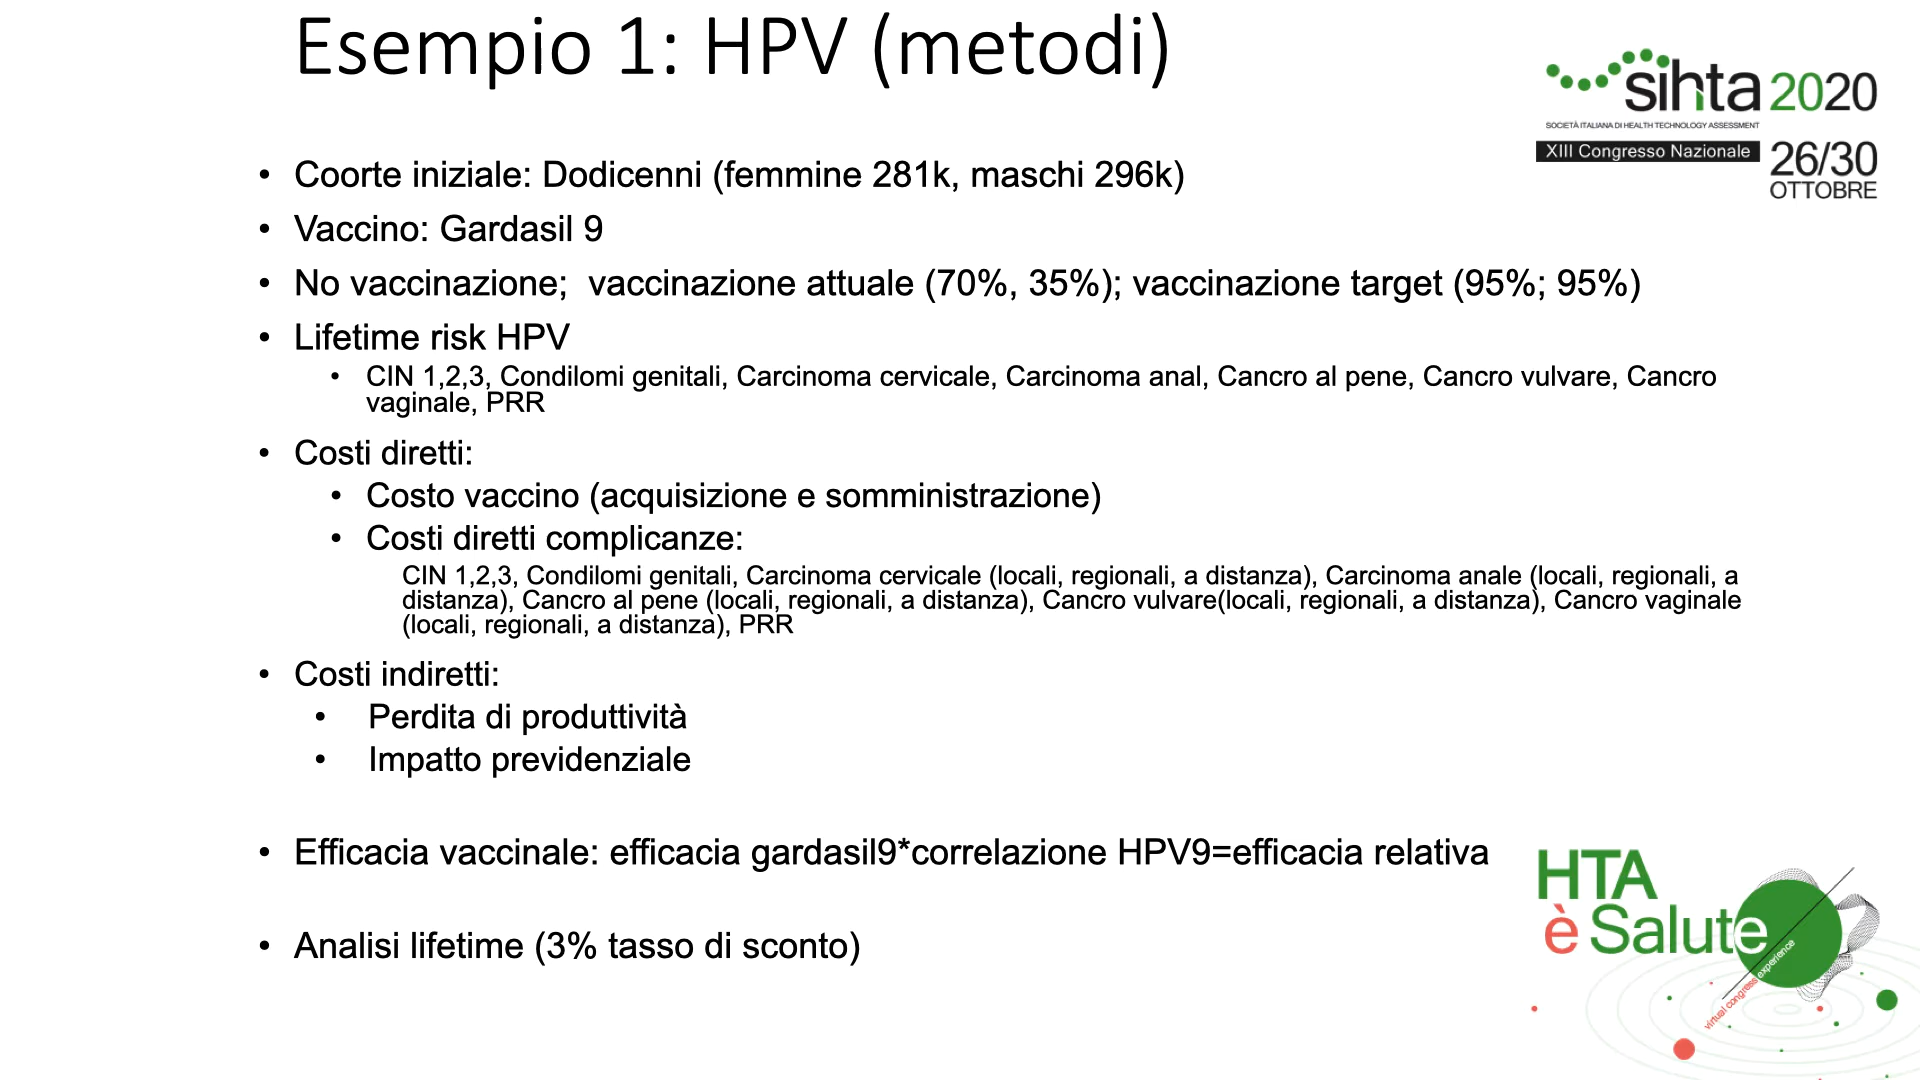 Esempio 1: HPV (metodi)
sihta 2020
SOCIETÀ ITALIANA DI HEALTH TECHNOLOGY ASSESSMENT
XIII Congresso Nazionale
26/30
OTTOBRE
• Coorte iniziale: Dodicenni (femmine 281k, maschi 296k)
• Vaccino: Gardasil 9
• No vaccinazione; vaccinazione attuale (70%, 35%); vaccinazione target (95%; 95%)
• Lifetime risk HPV
• CIN 1,2,3, Condilomi genitali, Carcinoma cervicale, Carcinoma anal, Cancro al pene, Cancro vulvare, Cancro
vaginale, PRR
• Costi diretti:
• Costo vaccino (acquisizione e somministrazione)
• Costi diretti complicanze:
CIN 1,2,3, Condilomi genitali, Carcinoma cervicale (locali, regionali, a distanza), Carcinoma anale (locali, regionali, a
distanza), Cancro al pene (locali, regionali, a distanza), Cancro vulvare(locali, regionali, a distanza), Cancro vaginale
(locali, regionali, a distanza), PRR
• Costi indiretti:
• Perdita di produttività
• Impatto previdenziale
• Efficacia vaccinale: efficacia gardasil9*correlazione HPV9=efficacia relativa
• Analisi lifetime (3% tasso di sconto)
HTA
è Salute
virtual congress experience